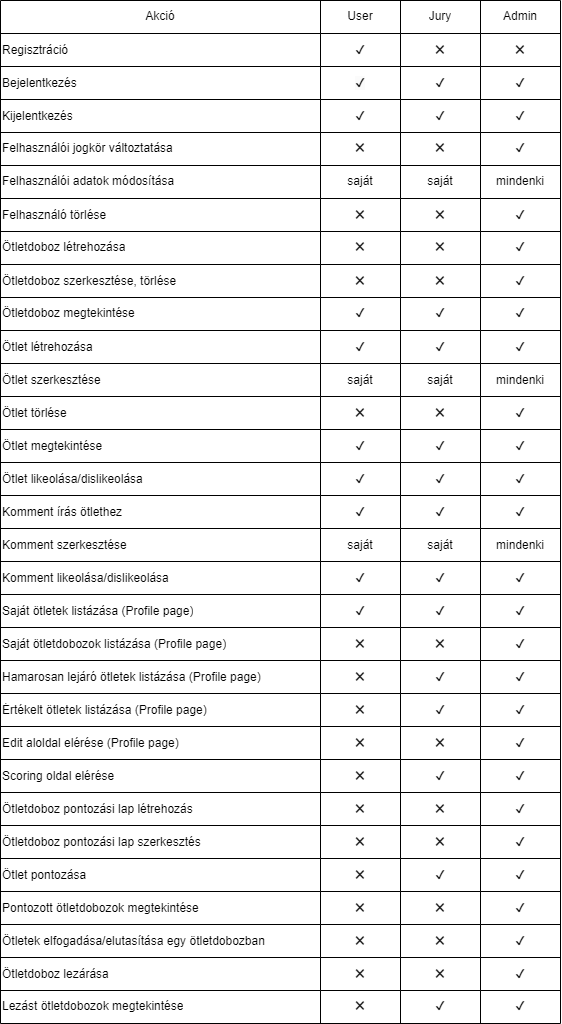 Akció User Jury Admin
Regisztráció ✓ ✕ ✕
Bejelentkezés ✓ ✓ ✓
Kijelentkezés ✓ ✓ ✓
Felhasználói jogkör változtatása ✕ ✕ ✓
Felhasználói adatok módosítása saját saját mindenki
Felhasználó törlése ✕ ✕ ✓
Ötletdoboz létrehozása ✕ ✕ ✓
Ötletdoboz szerkesztése, törlése ✕ ✕ ✓
Ötletdoboz megtekintése ✓ ✓ ✓
Ötlet létrehozása ✓ ✓ ✓
Ötlet szerkesztése saját saját mindenki
Ötlet törlése ✕ ✕ ✓
Ötlet megtekintése ✓ ✓ ✓
Ötlet likeolása/dislikeolása ✓ ✓ ✓
Komment írás ötlethez ✓ ✓ ✓
Komment szerkesztése saját saját mindenki
Komment likeolása/dislikeolása ✓ ✓ ✓
Saját ötletek listázása (Profile page) ✓ ✓ ✓
Saját ötletdobozok listázása (Profile page) ✕ ✕ ✓
Hamarosan lejáró ötletek listázása (Profile page) ✕ ✓ ✓
Értékelt ötletek listázása (Profile page) ✕ ✓ ✓
Edit aloldal elérése (Profile page) ✕ ✕ ✓
Scoring oldal elérése ✕ ✓ ✓
Ötletdoboz pontozási lap létrehozás ✕ ✕ ✓
Ötletdoboz pontozási lap szerkesztés ✕ ✕ ✓
Ötlet pontozása ✕ ✓ ✓
Pontozott ötletdobozok megtekintése ✕ ✕ ✓
Ötletek elfogadása/elutasítása egy ötletdobozban ✕ ✕ ✓
Ötletdoboz lezárása ✕ ✕ ✓
Lezást ötletdobozok megtekintése ✕ ✓ ✓